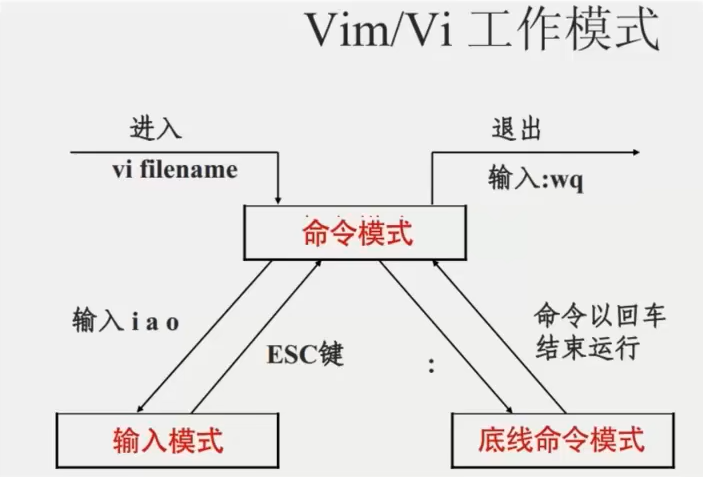 Vim/Vi 工作模式
进入
退出
vi filename
输入:wq
命令模式
输入 i a o
ESC键
:
命令以回车
结束运行
输入模式
底线命令模式